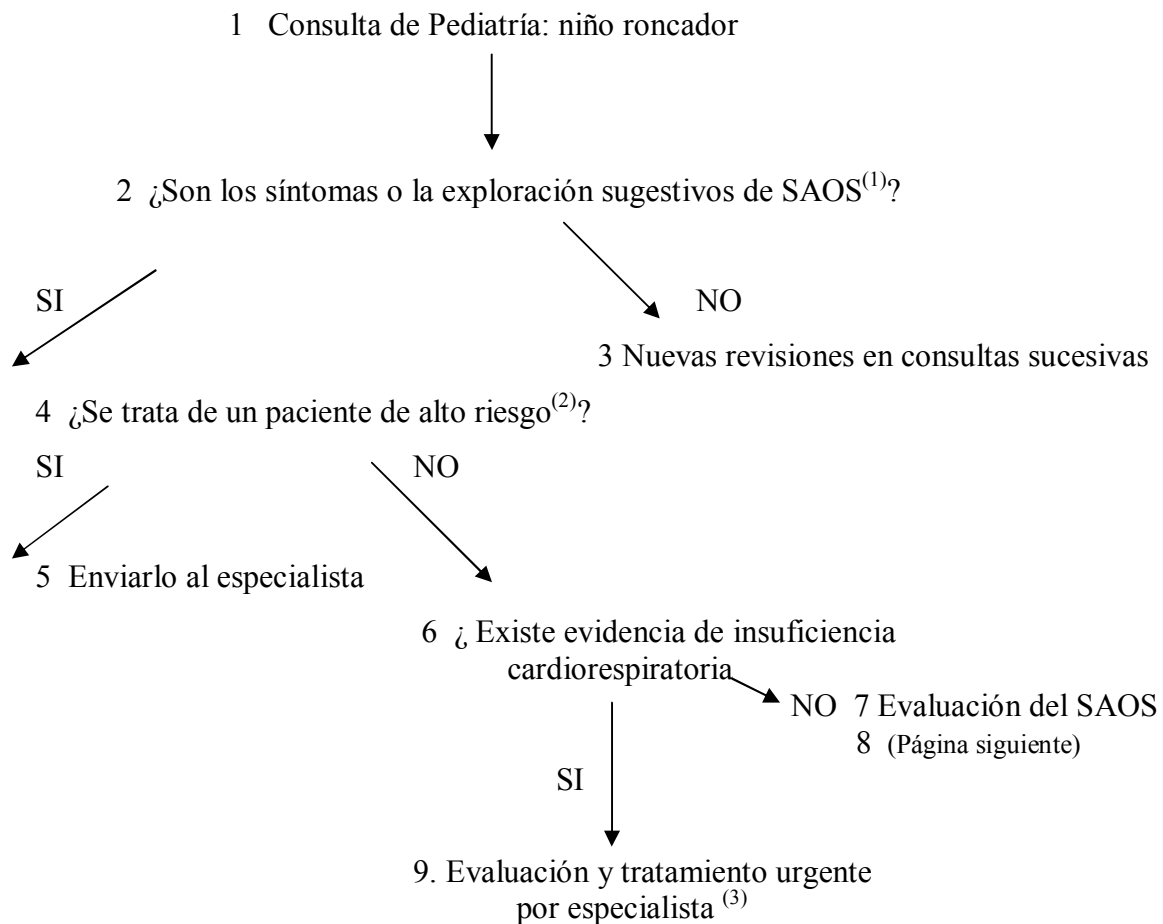 1 Consulta de Pediatría: niño roncador
2 ¿Son los síntomas o la exploración sugestivos de SAOS(1)?
SI
NO
3 Nuevas revisiones en consultas sucesivas
4 ¿Se trata de un paciente de alto riesgo(2)?
SI
NO
5 Enviarlo al especialista
6 ¿ Existe evidencia de insuficiencia
cardiorespiratoria
NO 7 Evaluación del SAOS
8 (Página siguiente)
SI
9. Evaluación y tratamiento urgente
por especialista (3)